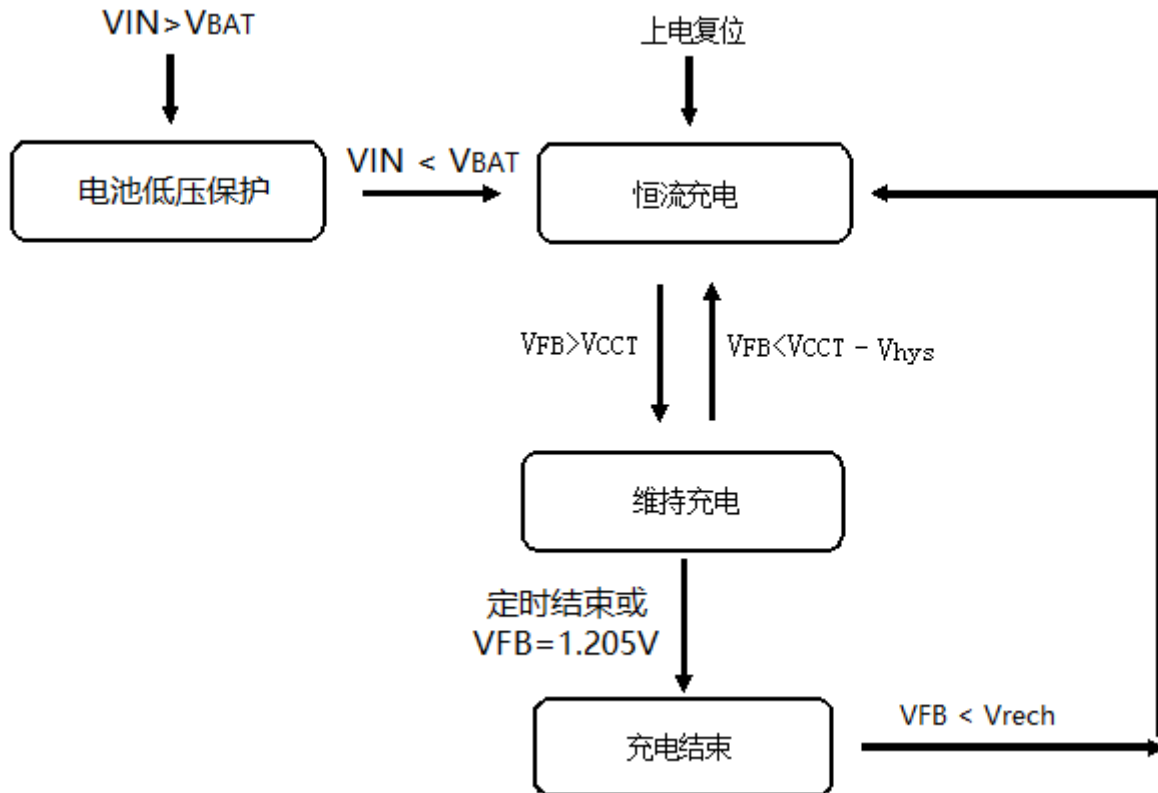 VIN>VBAT
上电复位
电池低压保护
VIN < VBAT
恒流充电
VFB>VCCT
VFB<VCCT - Vhys
维持充电
定时结束或
VFB=1.205V
充电结束
VFB < Vrech